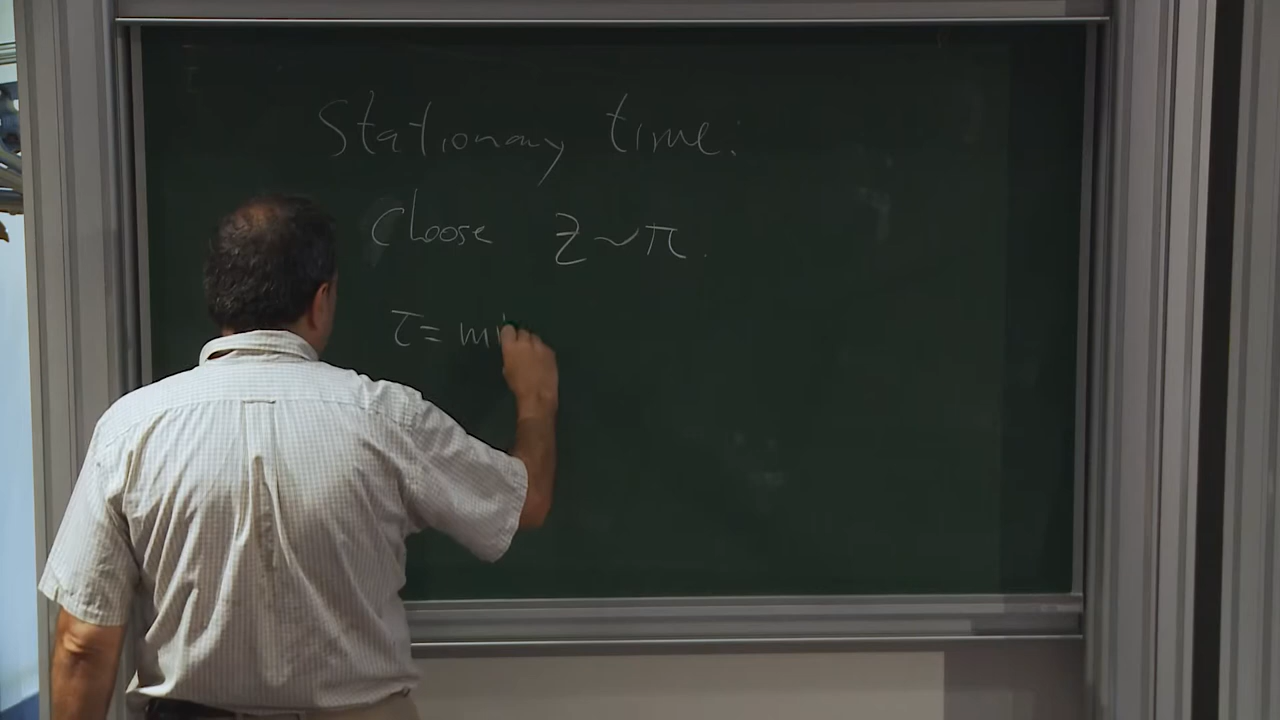 Stationary time:
Choose Z ~ π.
τ = mi